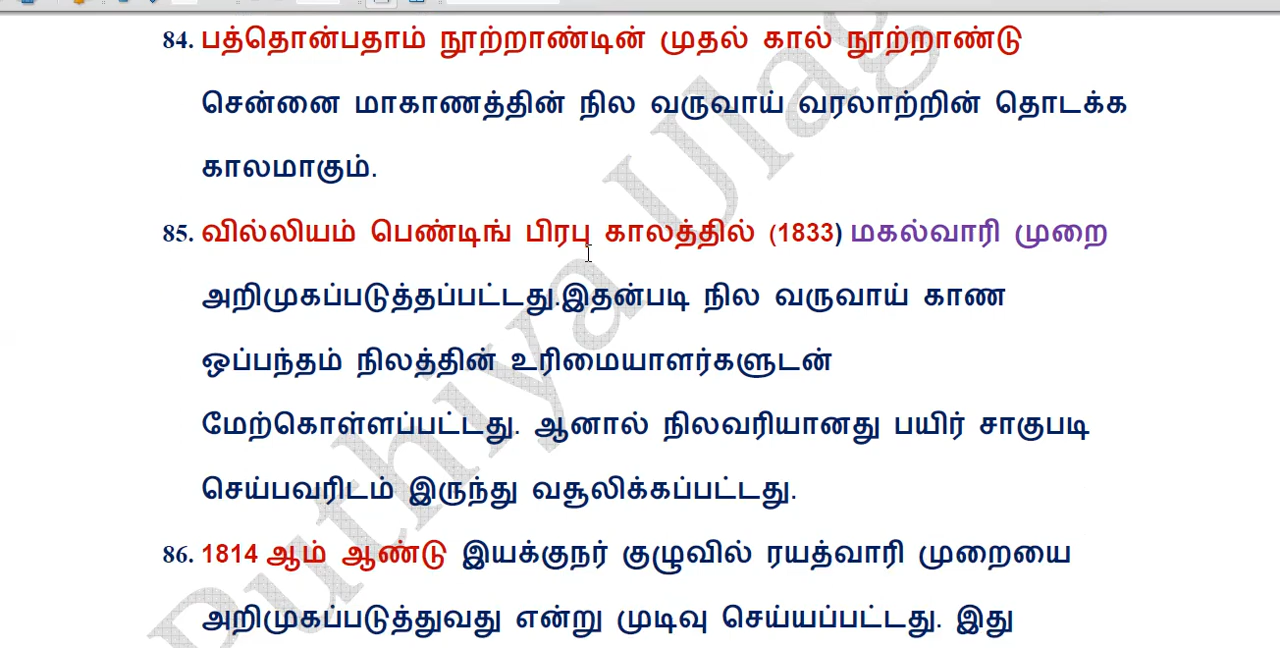 84. பத்தொன்பதாம் நூற்றாண்டின் முதல் கால் நூற்றாண்டு
சென்னை மாகாணத்தின் நில வருவாய் வரலாற்றின் தொடக்க
காலமாகும்.
85. வில்லியம் பெண்டிங் பிரபு காலத்தில் (1833) மகல்வாரி முறை
அறிமுகப்படுத்தப்பட்டது.இதன்படி நில வருவாய் காண
ஒப்பந்தம் நிலத்தின் உரிமையாளர்களுடன்
மேற்கொள்ளப்பட்டது. ஆனால் நிலவரியானது பயிர் சாகுபடி
செய்பவரிடம் இருந்து வசூலிக்கப்பட்டது.
86. 1814 ஆம் ஆண்டு இயக்குநர் குழுவில் ரயத்வாரி முறையை
அறிமுகப்படுத்துவது என்று முடிவு செய்யப்பட்டது. இது
Puthiya Ulag